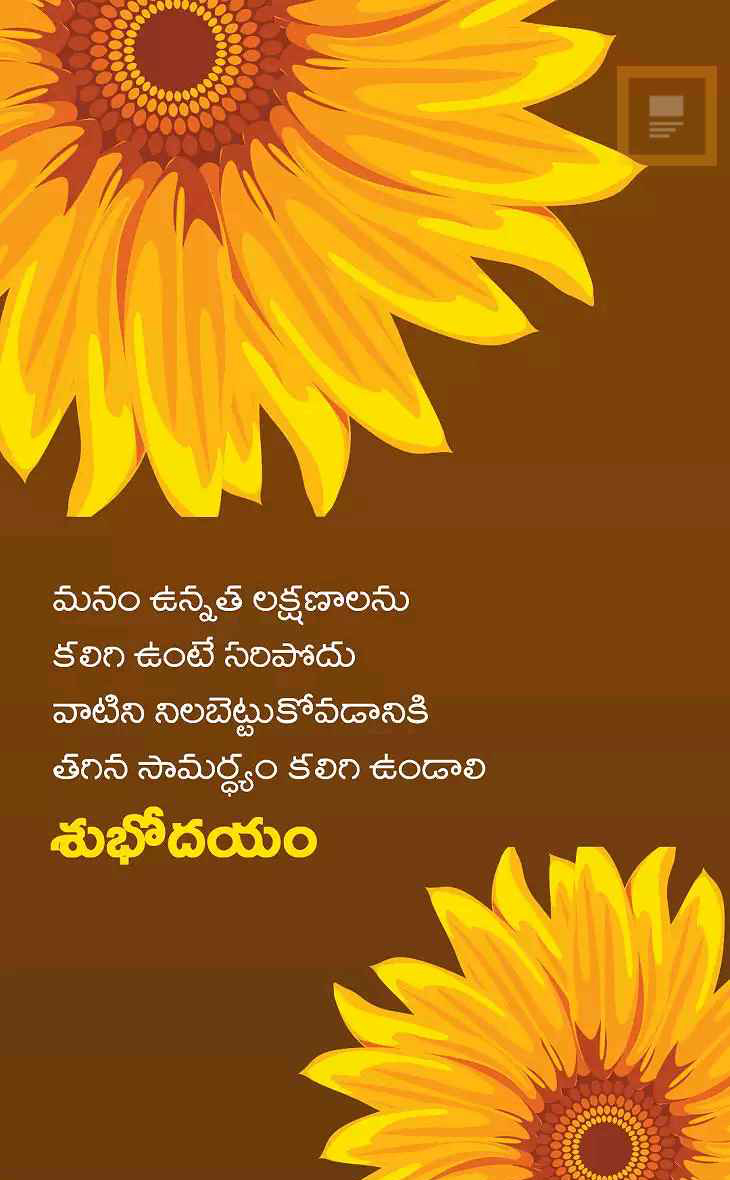 మనం ఉన్నత లక్షణాలను
కలిగి ఉంటే సరిపోదు
వాటిని నిలబెట్టుకోవడానికి
తగిన సామర్ధ్యం కలిగి ఉండాలి
శుభోదయం